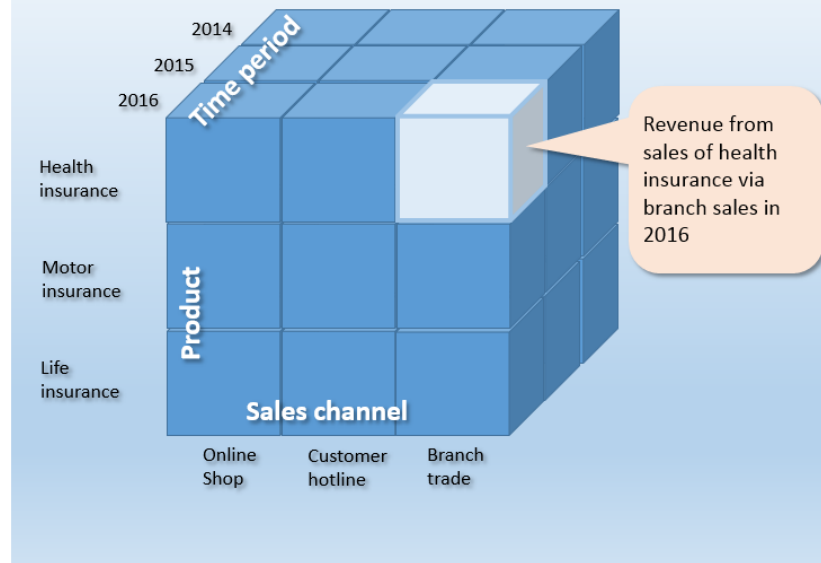 2014
2015
2016
Time period
Health
insurance
Motor
insurance
Life
insurance
Product
Sales channel
Online
Shop
Customer
hotline
Branch
trade
Revenue from
sales of health
insurance via
branch sales in
2016